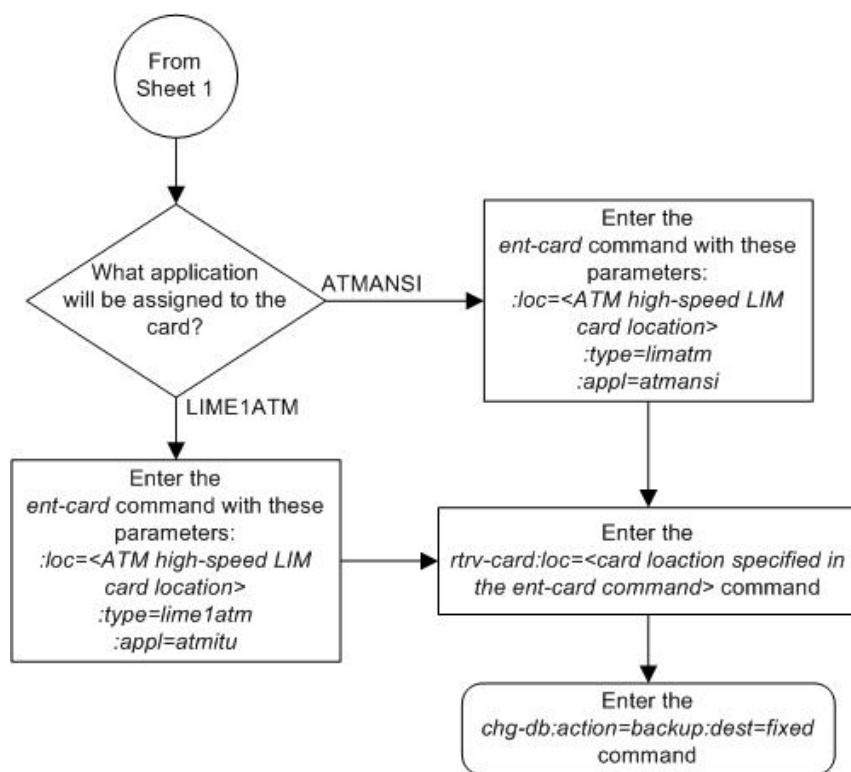 From
Sheet 1
What application
will be assigned to the
card?
ATMANSI
Enter the
ent-card command with these
parameters:
:loc=<ATM high-speed LIM
card location>
:type=limatm
:appl=atmansi
LIME1ATM
Enter the
ent-card command with these
parameters:
:loc=<ATM high-speed LIM
card location>
:type=lime1atm
:appl=atmitu
Enter the
rtrv-card:loc=<card loaction specified in
the ent-card command> command
Enter the
chg-db:action=backup:dest=fixed
command